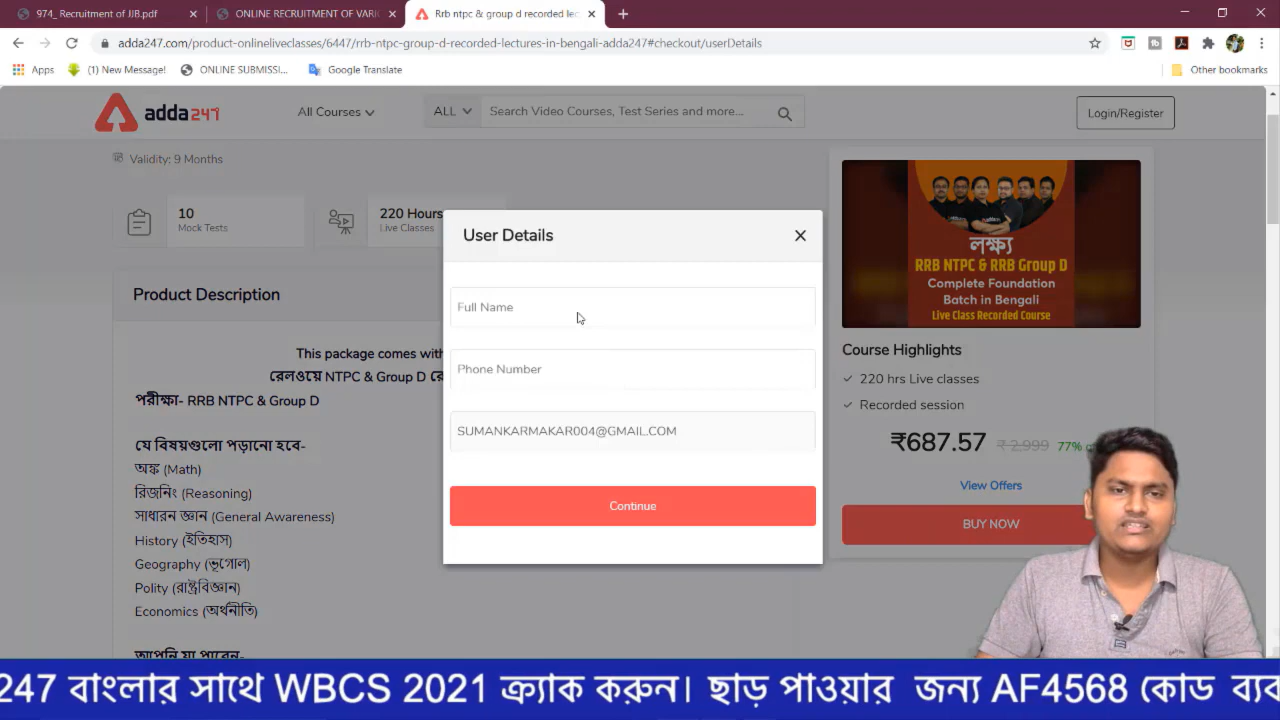 974_ Recruitment of JJB.pdf
ONLINE RECRUITMENT OF VARI
Rrb ntpc & group d recorded lec
adda247.com/product-onlineliveclasses/6447/rrb-ntpc-group-d-recorded-lectures-in-bengali-adda247#checkout/userDetails
Apps
(1) New Message!
ONLINE SUBMISSI...
Google Translate
Other bookmarks
adda247
All Courses
ALL
Search Video Courses, Test Series and more...
Login/Register
Validity: 9 Months
10
Mock Tests
220 Hours
Live Classes
Product Description
This package comes with
রেলওয়ে NTPC & Group D
পরীক্ষা- RRB NTPC & Group D
যে বিষয়গুলো পড়ানো হবে-
অঙ্ক (Math)
রিজনিং (Reasoning)
সাধারন জ্ঞান (General Awareness)
History (ইতিহাস)
Geography (ভূগোল)
Polity (রাষ্ট্রবিজ্ঞান)
Economics (অর্থনীতি)
আপনি যা পাবেন-
User Details
Full Name
Phone Number
SUMANKARMAKAR004@GMAIL.COM
Continue
লক্ষ্য
RRB NTPC & RRB Group D
Complete Foundation
Batch in Bengali
Live Class Recorded Course
Course Highlights
220 hrs Live classes
Recorded session
₹687.57 ₹ 2,999 77%
View Offers
BUY NOW
247 বাংলার সাথে WBCS 2021 ক্র্যাক করুন। ছাড় পাওয়ার জন্য AF4568 কোড